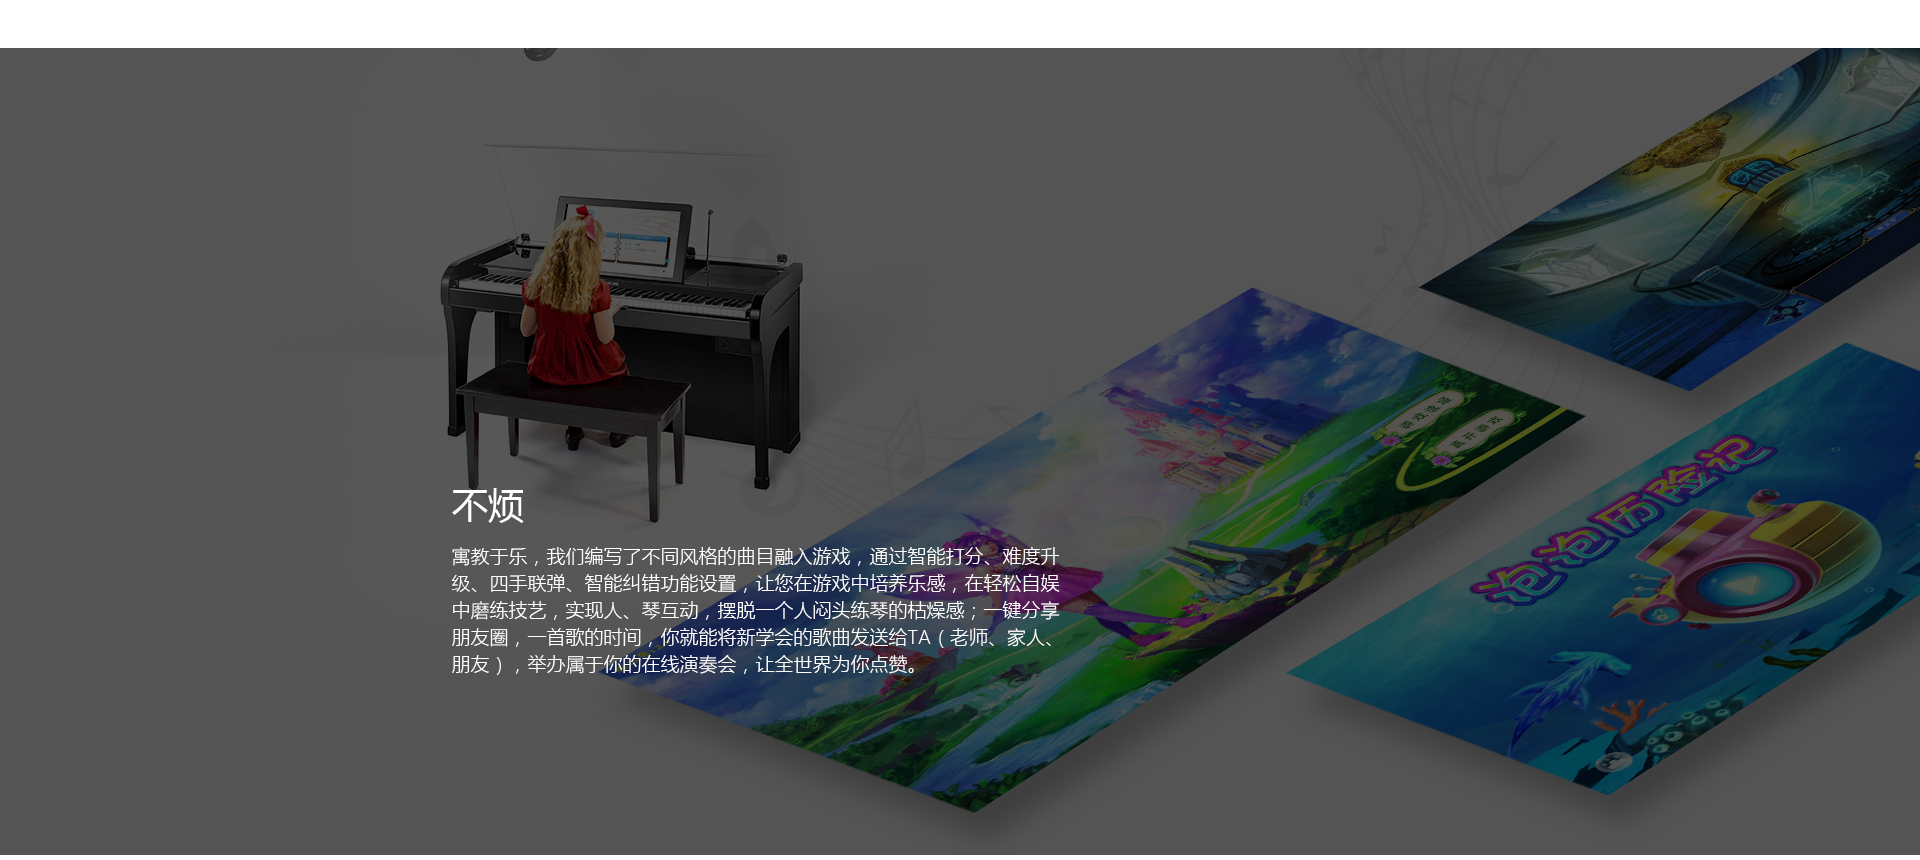 不烦
寓教于乐，我们编写了不同风格的曲目融入游戏，通过智能打分、难度升
级、四手联弹、智能纠错功能设置，让您在游戏中培养乐感，在轻松自娱
中磨练技艺，实现人、琴互动，摆脱一个人闷头练琴的枯燥感；一键分享
朋友圈，一首歌的时间，你就能将新学会的歌曲发送给TA（老师、家人、
朋友），举办属于你的在线演奏会，让全世界为你点赞。
泡泡历险记